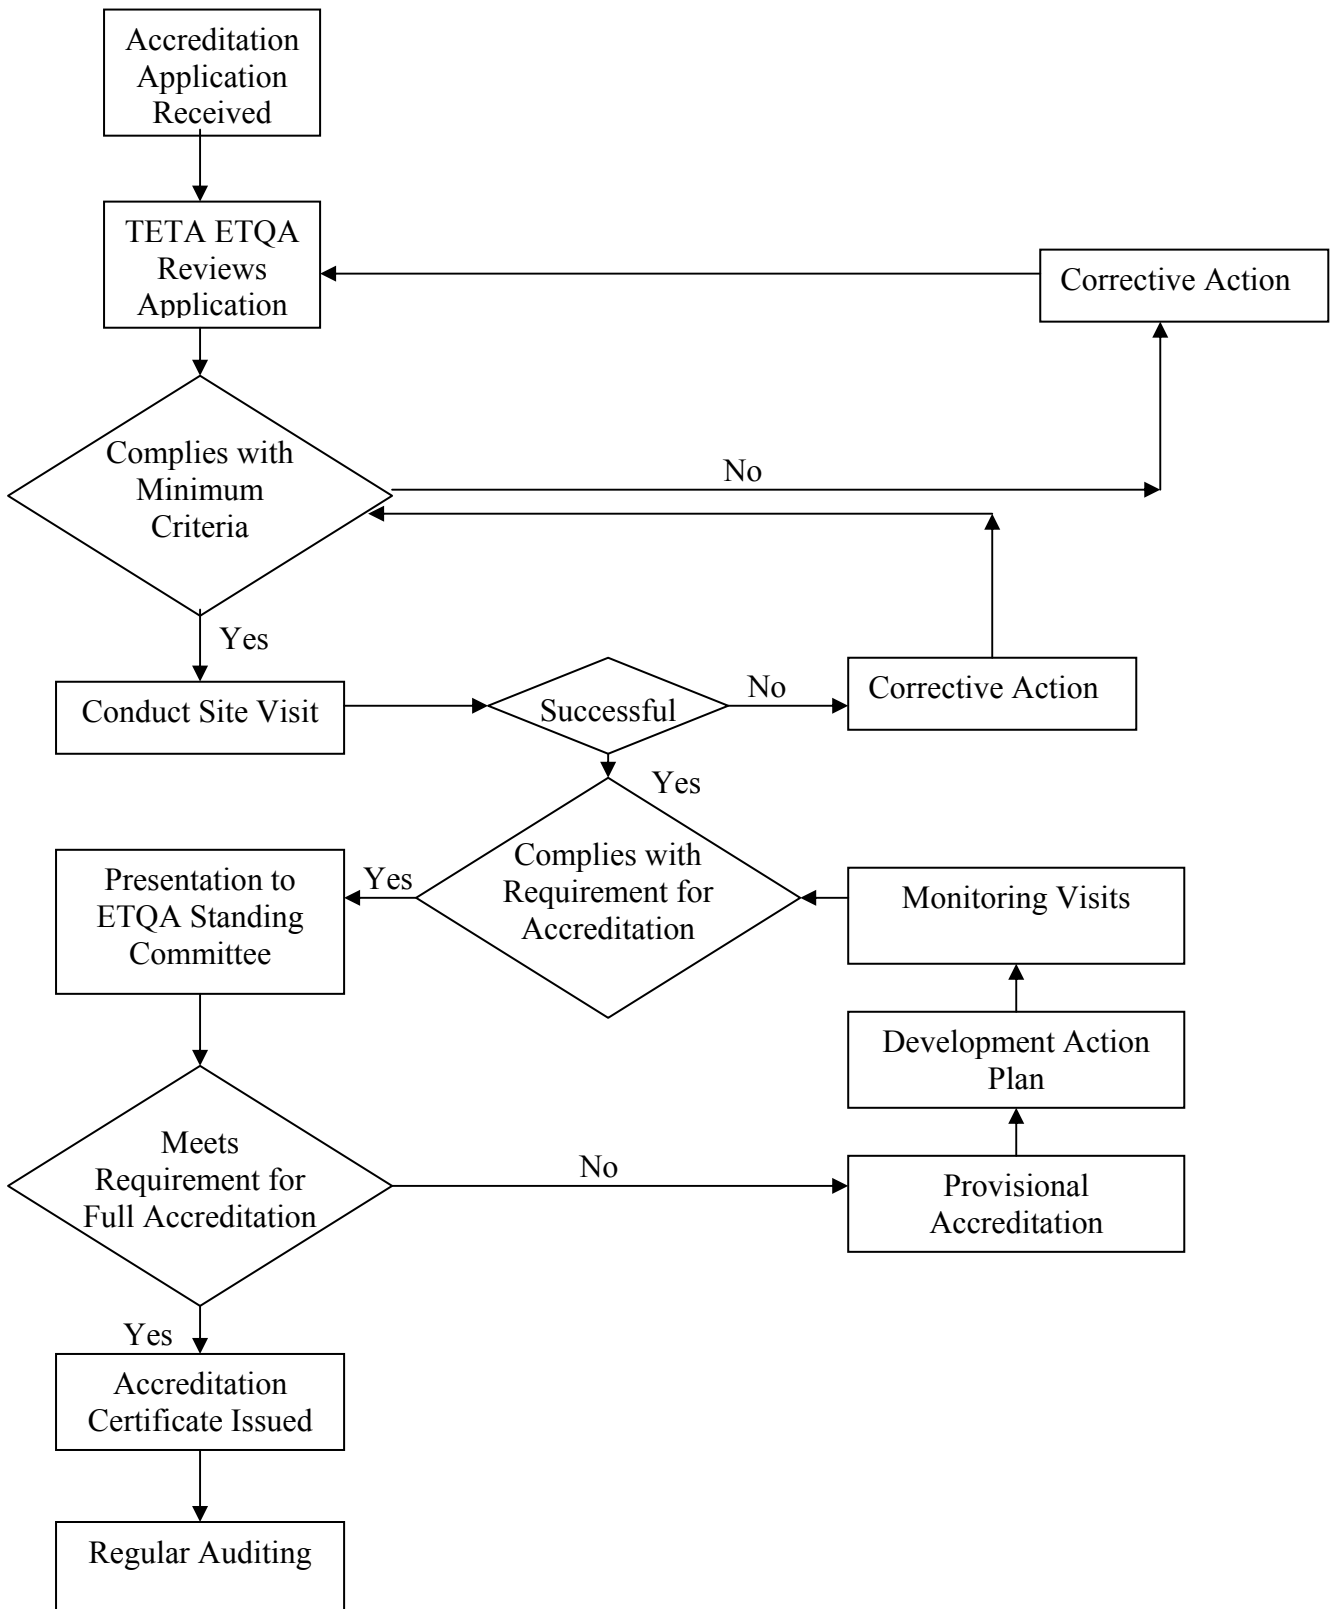 Accreditation
Application
Received
TETA ETQA
Reviews
Application
Corrective Action
Complies with
Minimum
Criteria
No
Yes
Conduct Site Visit
Successful
No
Corrective Action
Yes
Complies with
Requirement for
Accreditation
Yes
Presentation to
ETQA Standing
Committee
Monitoring Visits
Development Action
Plan
Meets
Requirement for
Full Accreditation
No
Provisional
Accreditation
Yes
Accreditation
Certificate Issued
Regular Auditing